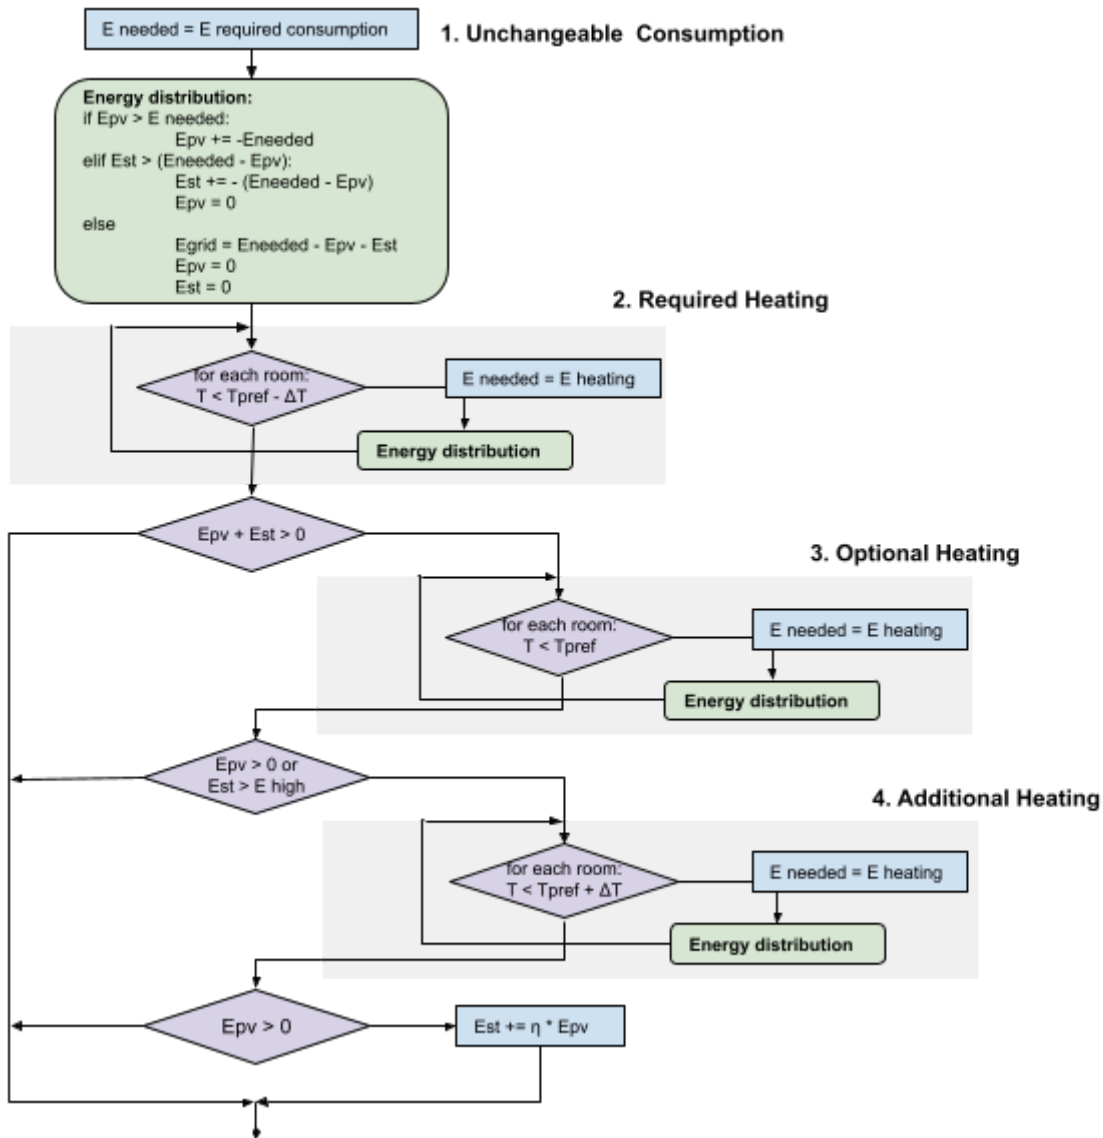 E needed = E required consumption
1. Unchangeable Consumption
Energy distribution:
if Epv > E needed:
Epv += -Eneeded
elif Est > (Eneeded - Epv):
Est += - (Eneeded - Epv)
Epv = 0
else
Egrid = Eneeded - Epv - Est
Epv = 0
Est = 0
2. Required Heating
for each room:
T < Tpref - ΔT
E needed = E heating
Energy distribution
Epv + Est > 0
3. Optional Heating
for each room:
T < Tpref
E needed = E heating
Energy distribution
Epv > 0 or
Est > E high
4. Additional Heating
for each room:
T < Tpref + ΔT
E needed = E heating
Energy distribution
Epv > 0
Est += η * Epv